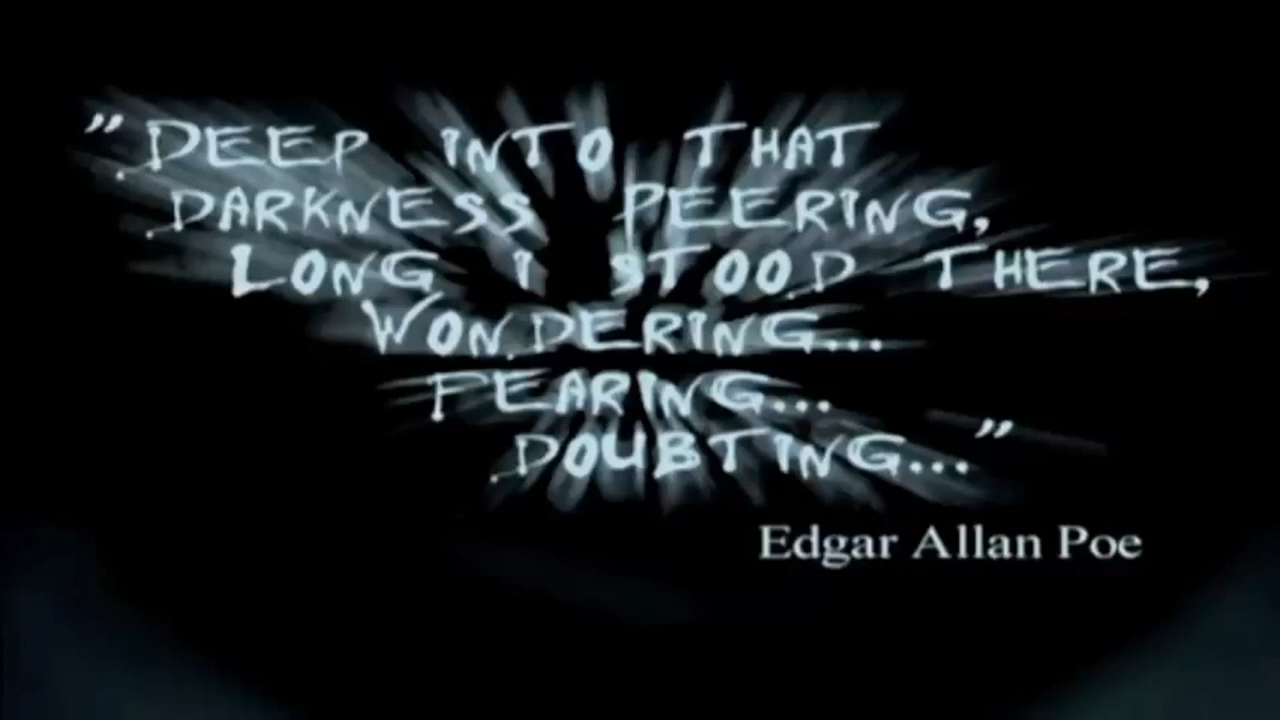 "DEEP INTO THAT
DARKNESS PEERING,
LONG I STOOD THERE,
WONDERING...
FEARING...
DOUBTING..."
Edgar Allan Poe